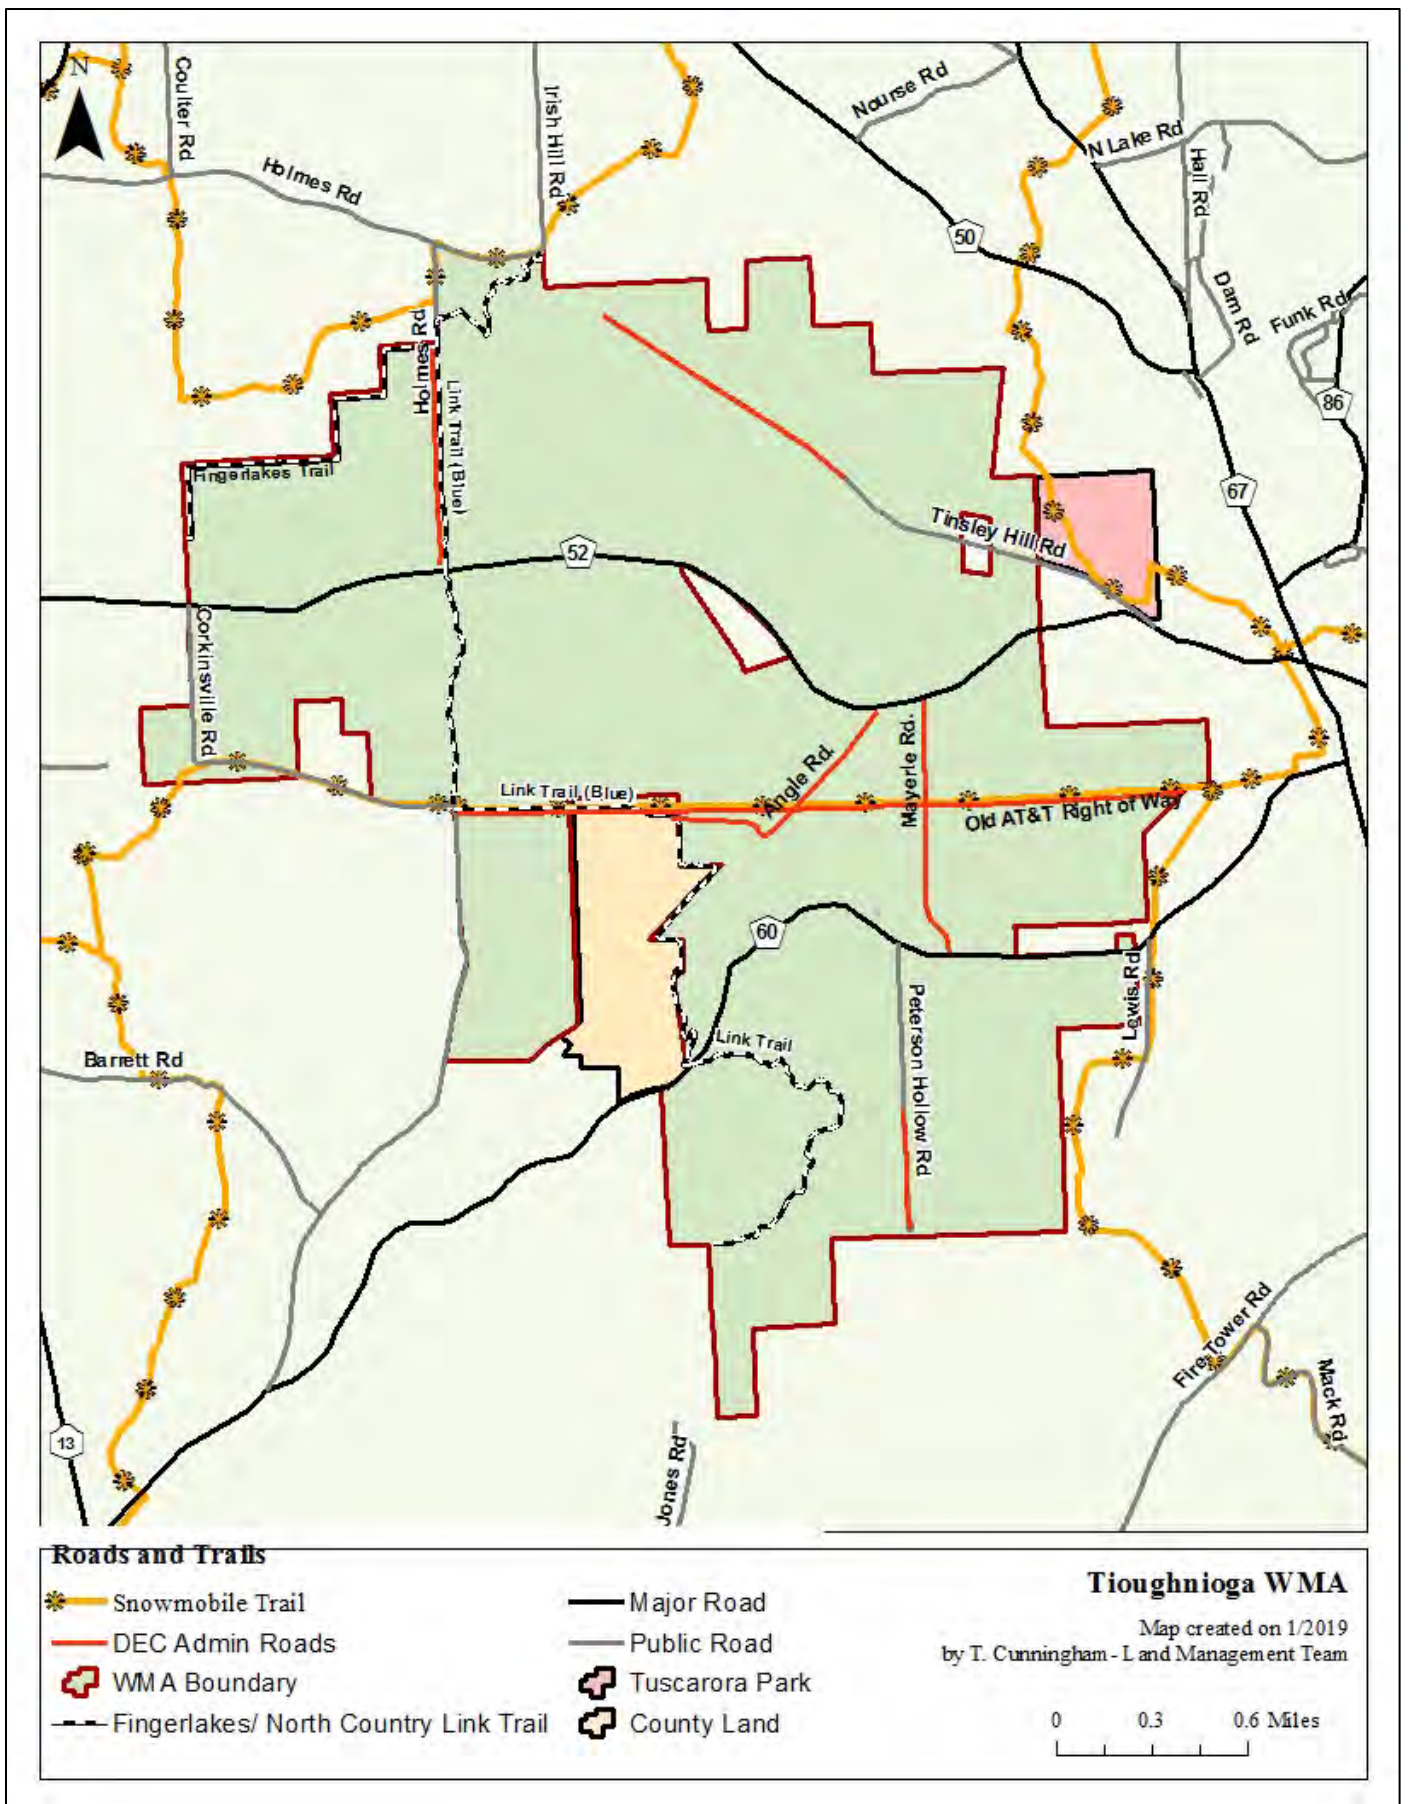 N
Coulter Rd
Irish Hill Rd
Nourse Rd
N Lake Rd
Hall Rd
Holmes Rd
50
Dam Rd
Funk Rd
Holmes Rd
Link Trail (Blue)
86
Fingerlakes Trail
67
Tinsley Hill Rd
52
Corkinsville Rd
Mayerle Rd.
Angle Rd.
Link Trail (Blue)
Old AT&T Right of Way
60
Lewis Rd
Peterson Hollow Rd
Link Trail
Barrett Rd
Fire Tower Rd
Mack Rd
13
Jones Rd
Roads and Trails
Snowmobile Trail
DEC Admin Roads
WMA Boundary
Fingerlakes/ North Country Link Trail
Major Road
Public Road
Tuscarora Park
County Land
Tioughnioga WMA
Map created on 1/2019
by T. Cunningham - Land Management Team
0 0.3 0.6 Miles